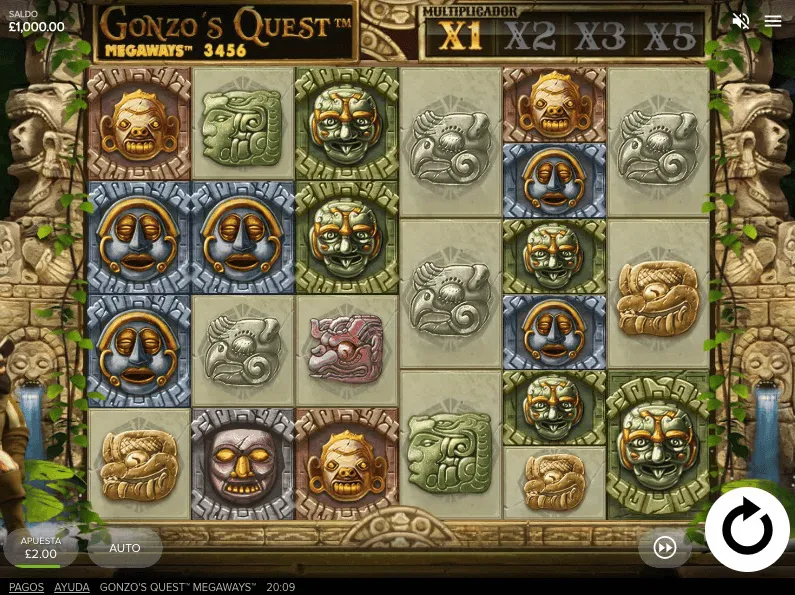 SALDO
£1,000.00
GONZO'S QUEST™
MEGAWAYS™ 3456
MULTIPLICADOR
X1 X2 X3 X5
APUESTA
£2.00
AUTO
PAGOS AYUDA GONZO'S QUEST™ MEGAWAYS™ 20:09